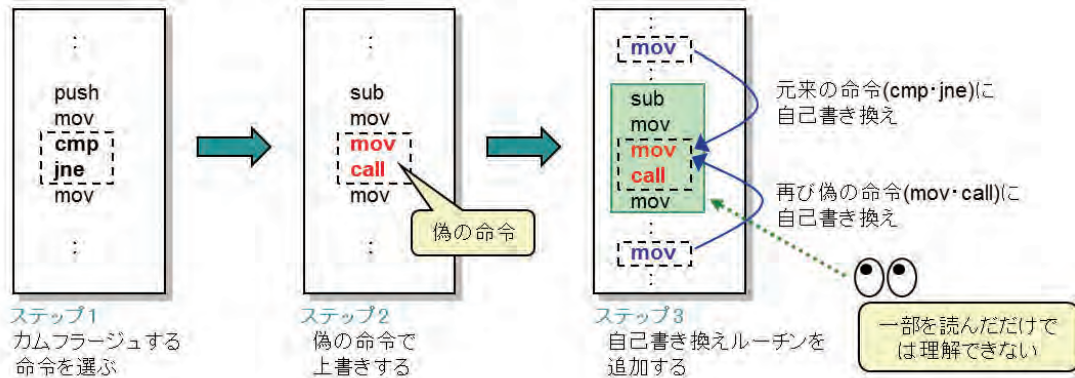 push
mov
cmp
jne
mov
ステップ1
カムフラージュする
命令を選ぶ
sub
mov
mov
call
mov
偽の命令
ステップ2
偽の命令で
上書きする
mov
sub
mov
mov
call
mov
mov
元来の命令(cmp・jne)に
自己書き換え
再び偽の命令(mov・call)に
自己書き換え
ステップ3
自己書き換えルーチンを
追加する
一部を読んだだけで
は理解できない